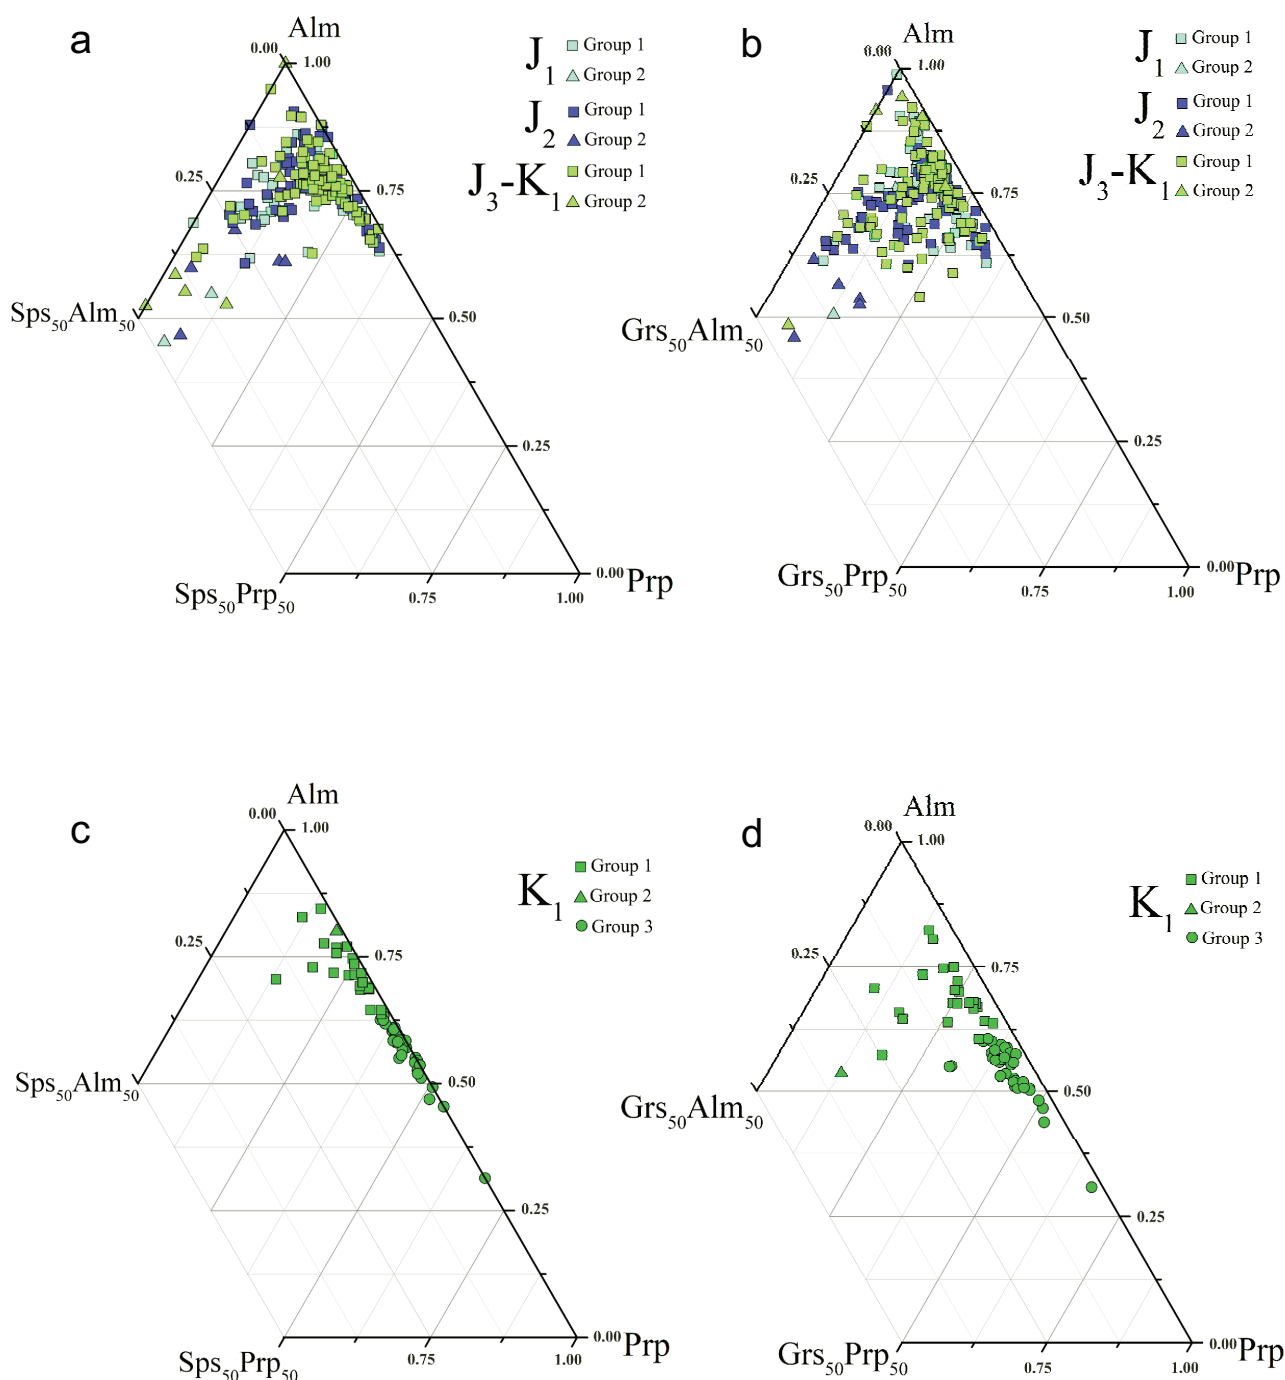 a
Alm
0.00
1.00
0.25
0.75
Sps₅₀Alm₅₀
0.50
0.25
Sps₅₀Prp₅₀
0.75
1.00
0.00 Prp
J₁
Group 1
Group 2
J₂
Group 1
Group 2
J₃-K₁
Group 1
Group 2
b
Alm
0.00
1.00
0.25
0.75
Grs₅₀Alm₅₀
0.50
0.25
Grs₅₀Prp₅₀
0.75
1.00
0.00 Prp
J₁
Group 1
Group 2
J₂
Group 1
Group 2
J₃-K₁
Group 1
Group 2
c
Alm
0.00
1.00
0.25
0.75
Sps₅₀Alm₅₀
0.50
0.25
Sps₅₀Prp₅₀
0.75
1.00
0.00 Prp
K₁
Group 1
Group 2
Group 3
d
Alm
0.00
1.00
0.25
0.75
Grs₅₀Alm₅₀
0.50
0.25
Grs₅₀Prp₅₀
0.75
1.00
0.00 Prp
K₁
Group 1
Group 2
Group 3